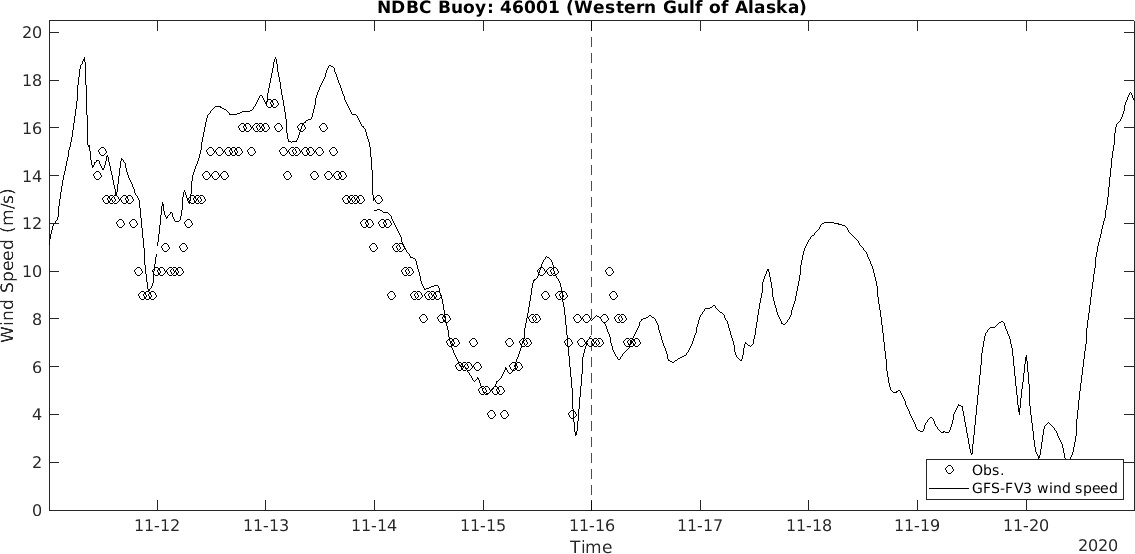 NDBC Buoy: 46001 (Western Gulf of Alaska)
20
18
16
14
12
10
8
6
4
2
0
Wind Speed (m/s)
11-12 11-13 11-14 11-15 11-16 11-17 11-18 11-19 11-20
Time
2020
Obs.
GFS-FV3 wind speed